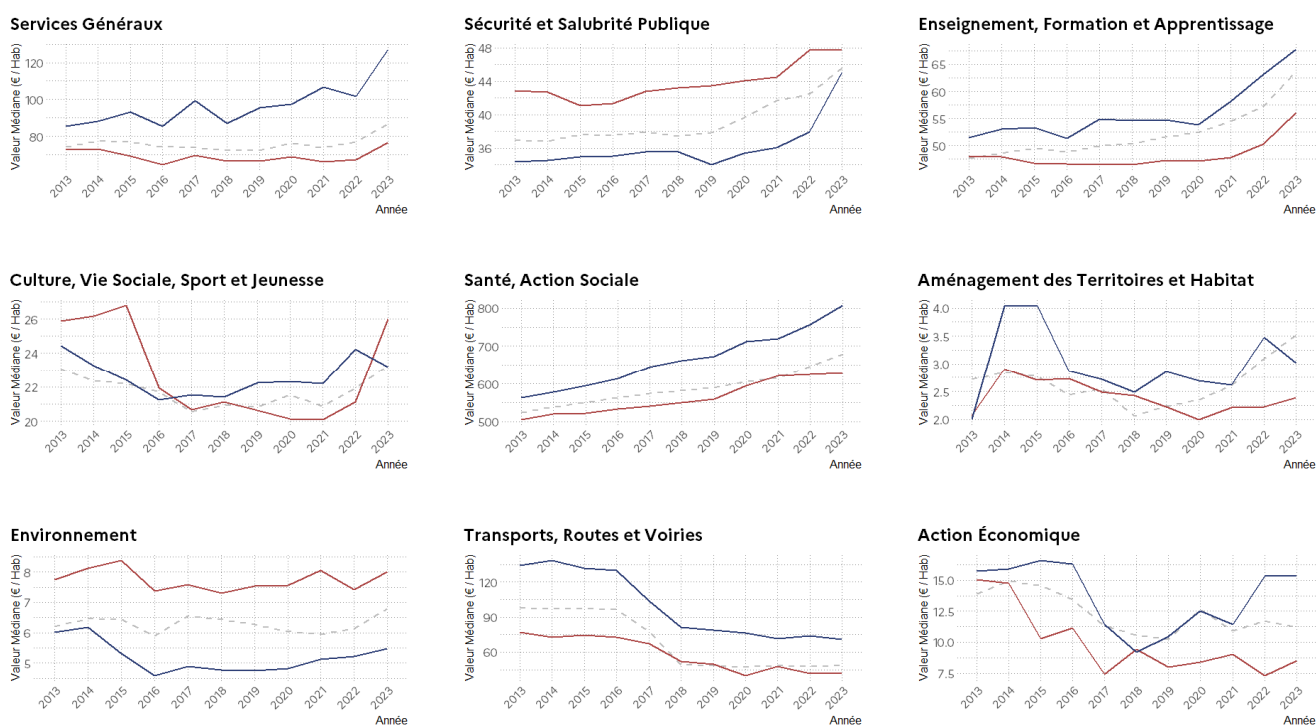 Services Généraux
Valeur Médiane (€ / Hab)
120
100
80
2013 2014 2015 2016 2017 2018 2019 2020 2021 2022 2023
Année
Sécurité et Salubrité Publique
Valeur Médiane (€ / Hab)
48
44
40
36
2013 2014 2015 2016 2017 2018 2019 2020 2021 2022 2023
Année
Enseignement, Formation et Apprentissage
Valeur Médiane (€ / Hab)
65
60
55
50
2013 2014 2015 2016 2017 2018 2019 2020 2021 2022 2023
Année
Culture, Vie Sociale, Sport et Jeunesse
Valeur Médiane (€ / Hab)
26
24
22
20
2013 2014 2015 2016 2017 2018 2019 2020 2021 2022 2023
Année
Santé, Action Sociale
Valeur Médiane (€ / Hab)
800
700
600
500
2013 2014 2015 2016 2017 2018 2019 2020 2021 2022 2023
Année
Aménagement des Territoires et Habitat
Valeur Médiane (€ / Hab)
4.0
3.5
3.0
2.5
2.0
2013 2014 2015 2016 2017 2018 2019 2020 2021 2022 2023
Année
Environnement
Valeur Médiane (€ / Hab)
8
7
6
5
2013 2014 2015 2016 2017 2018 2019 2020 2021 2022 2023
Année
Transports, Routes et Voiries
Valeur Médiane (€ / Hab)
120
90
60
2013 2014 2015 2016 2017 2018 2019 2020 2021 2022 2023
Année
Action Économique
Valeur Médiane (€ / Hab)
15.0
12.5
10.0
7.5
2013 2014 2015 2016 2017 2018 2019 2020 2021 2022 2023
Année